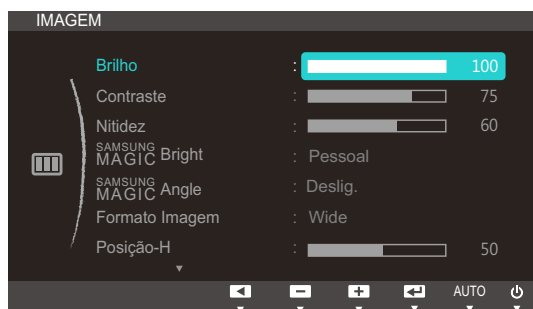 IMAGEM
Brilho : 100
Contraste : 75
Nitidez : 60
SAMSUNG MAGIC Bright : Pessoal
SAMSUNG MAGIC Angle : Deslig.
Formato Imagem : Wide
Posição-H : 50
AUTO